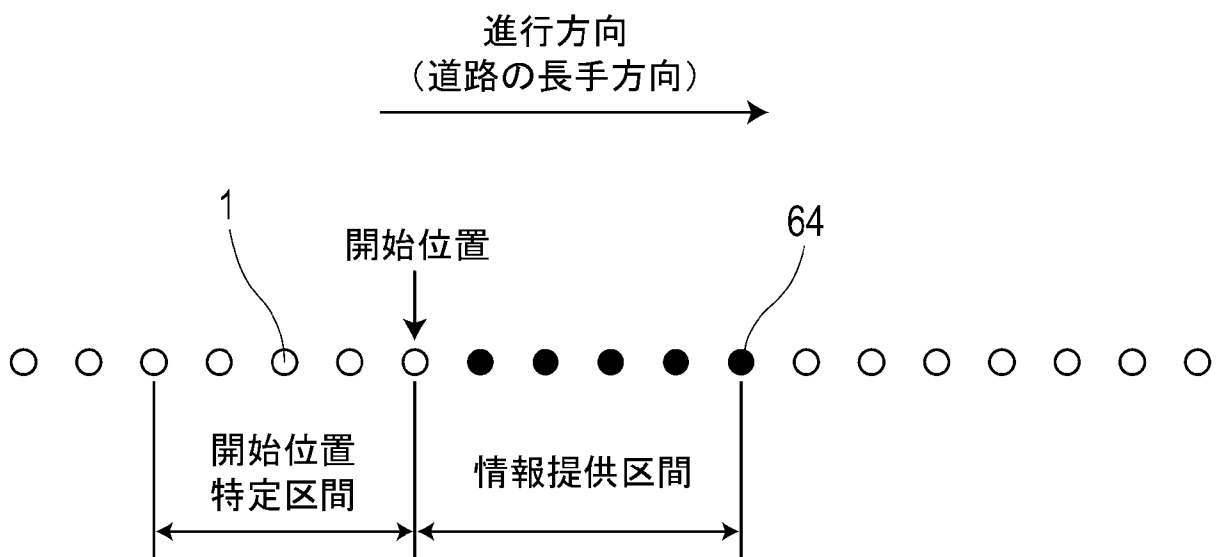 進行方向
(道路の長手方向)
1
開始位置
64
開始位置
特定区間
情報提供区間